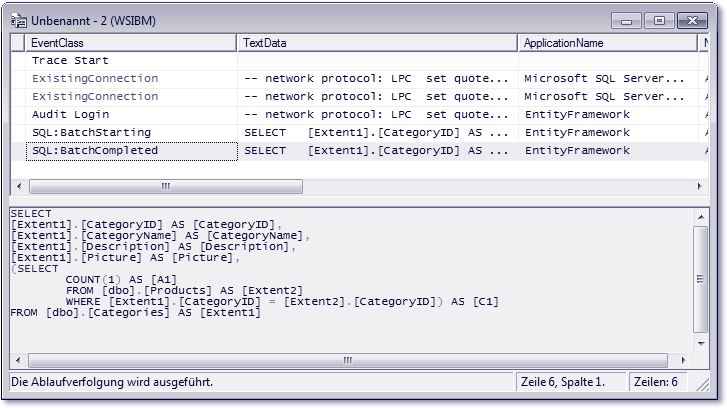 Unbenannt - 2 (WSIBM)
EventClass TextData ApplicationName
Trace Start
ExistingConnection -- network protocol: LPC set quote... Microsoft SQL Server...
ExistingConnection -- network protocol: LPC set quote... Microsoft SQL Server...
Audit Login -- network protocol: LPC set quote... EntityFramework
SQL:BatchStarting SELECT [Extent1].[CategoryID] AS ... EntityFramework
SQL:BatchCompleted SELECT [Extent1].[CategoryID] AS ... EntityFramework
SELECT
[Extent1].[CategoryID] AS [CategoryID],
[Extent1].[CategoryName] AS [CategoryName],
[Extent1].[Description] AS [Description],
[Extent1].[Picture] AS [Picture],
(SELECT
COUNT(1) AS [A1]
FROM [dbo].[Products] AS [Extent2]
WHERE [Extent1].[CategoryID] = [Extent2].[CategoryID]) AS [C1]
FROM [dbo].[Categories] AS [Extent1]
Die Ablaufverfolgung wird ausgeführt. Zeile 6, Spalte 1. Zeilen: 6